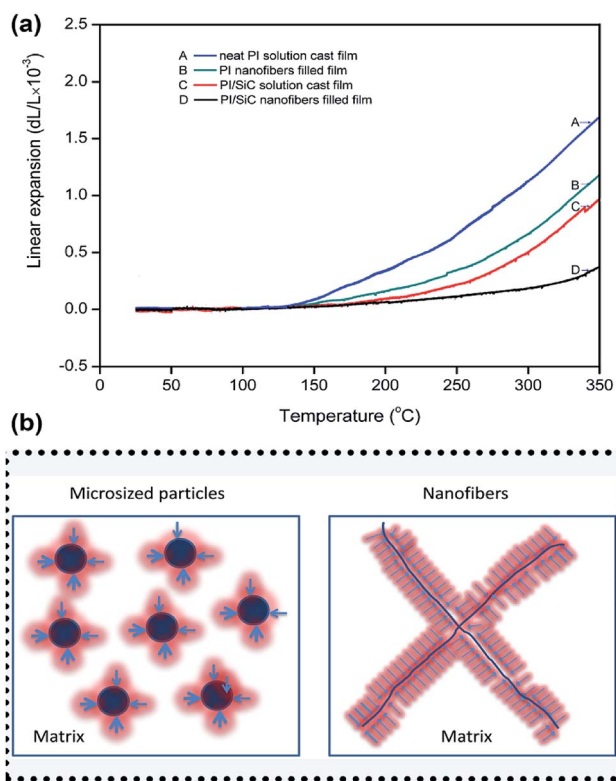 (a)
2.5
2.0
1.5
1.0
0.5
0.0
-0.5
Linear expansion (dL/L×10⁻³)
A — neat PI solution cast film
B — PI nanofibers filled film
C — PI/SiC solution cast film
D — PI/SiC nanofibers filled film
A→
B→
C→
D→
0 50 100 150 200 250 300 350
Temperature (°C)
(b)
Microsized particles
Nanofibers
Matrix
Matrix